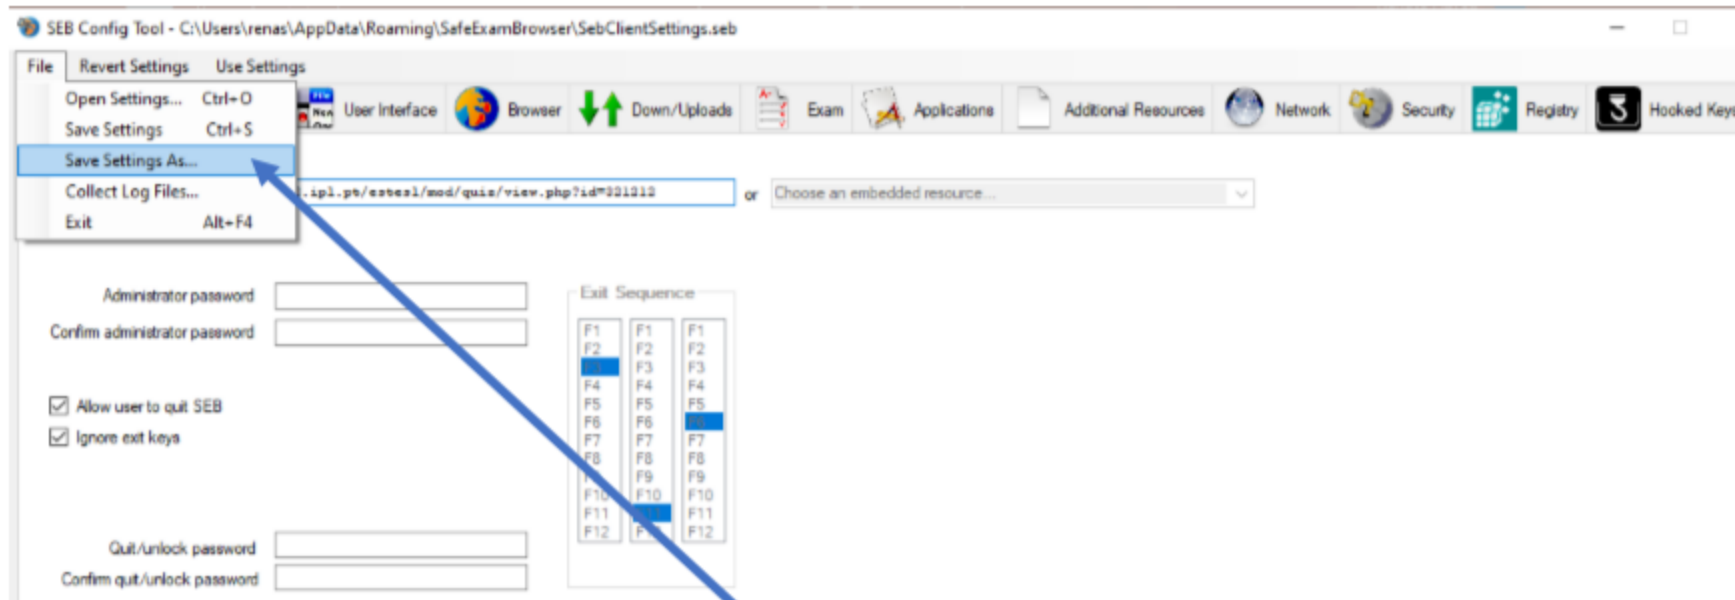 SEB Config Tool - C:\Users\renas\AppData\Roaming\SafeExamBrowser\SebClientSettings.seb
File Revert Settings Use Settings
Open Settings... Ctrl+O
Save Settings Ctrl+S
Save Settings As...
Collect Log Files...
Exit Alt+F4
User Interface Browser Down/Uploads Exam Applications Additional Resources Network Security Registry Hooked Keys
.ipl.pt/estesl/mod/quiz/view.php?id=321313 or Choose an embedded resource...
Administrator password
Confirm administrator password
Allow user to quit SEB
Ignore exit keys
Quit/unlock password
Confirm quit/unlock password
Exit Sequence
F1 F1 F1
F2 F2 F2
F3 F3 F3
F4 F4 F4
F5 F5 F5
F6 F6 F6
F7 F7 F7
F8 F8 F8
F9 F9
F10 F10 F10
F11 F11 F11
F12 F12